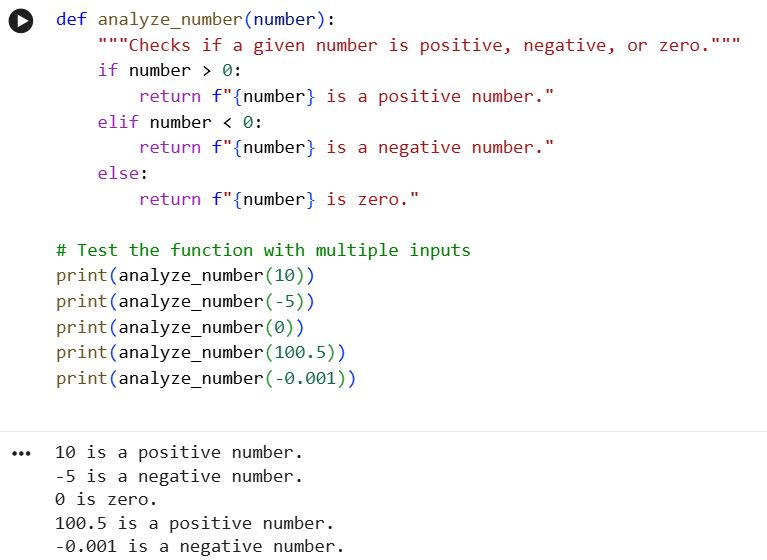 def analyze_number(number):
    """Checks if a given number is positive, negative, or zero."""
    if number > 0:
        return f"{number} is a positive number."
    elif number < 0:
        return f"{number} is a negative number."
    else:
        return f"{number} is zero."

# Test the function with multiple inputs
print(analyze_number(10))
print(analyze_number(-5))
print(analyze_number(0))
print(analyze_number(100.5))
print(analyze_number(-0.001))

10 is a positive number.
-5 is a negative number.
0 is zero.
100.5 is a positive number.
-0.001 is a negative number.